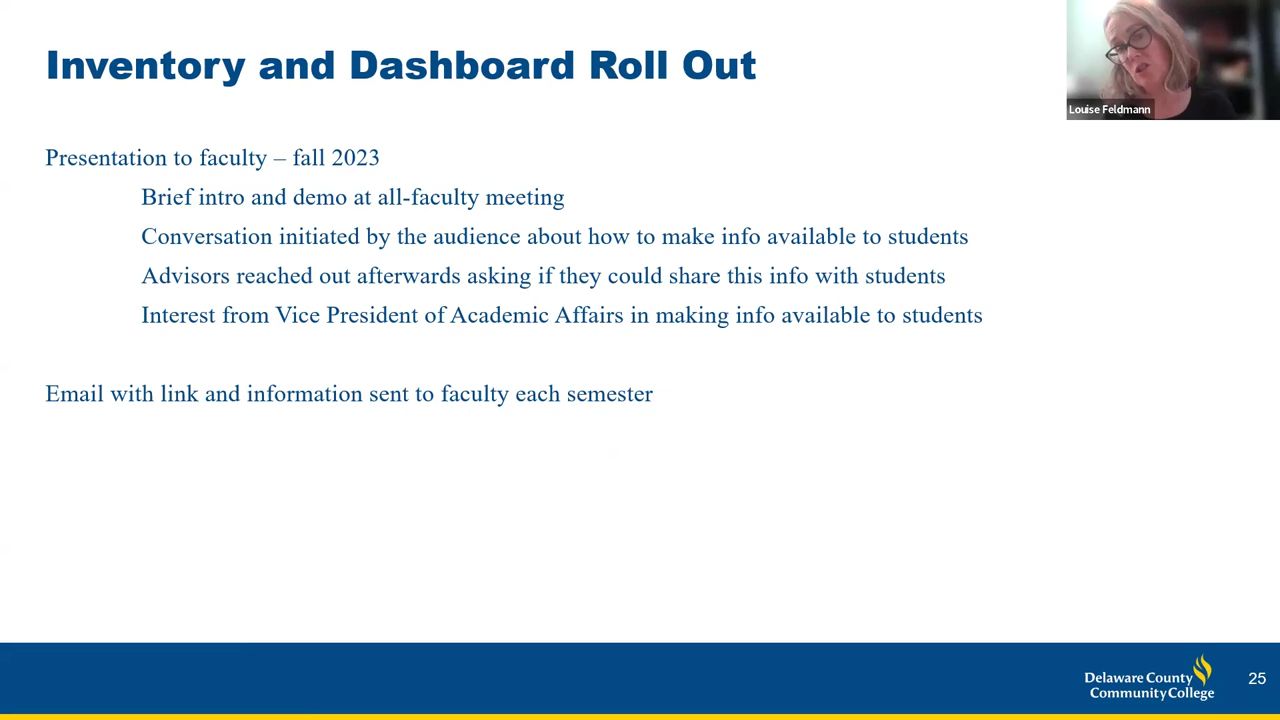 Inventory and Dashboard Roll Out
Louise Feldmann
Presentation to faculty – fall 2023
Brief intro and demo at all-faculty meeting
Conversation initiated by the audience about how to make info available to students
Advisors reached out afterwards asking if they could share this info with students
Interest from Vice President of Academic Affairs in making info available to students
Email with link and information sent to faculty each semester
Delaware County
Community College
25